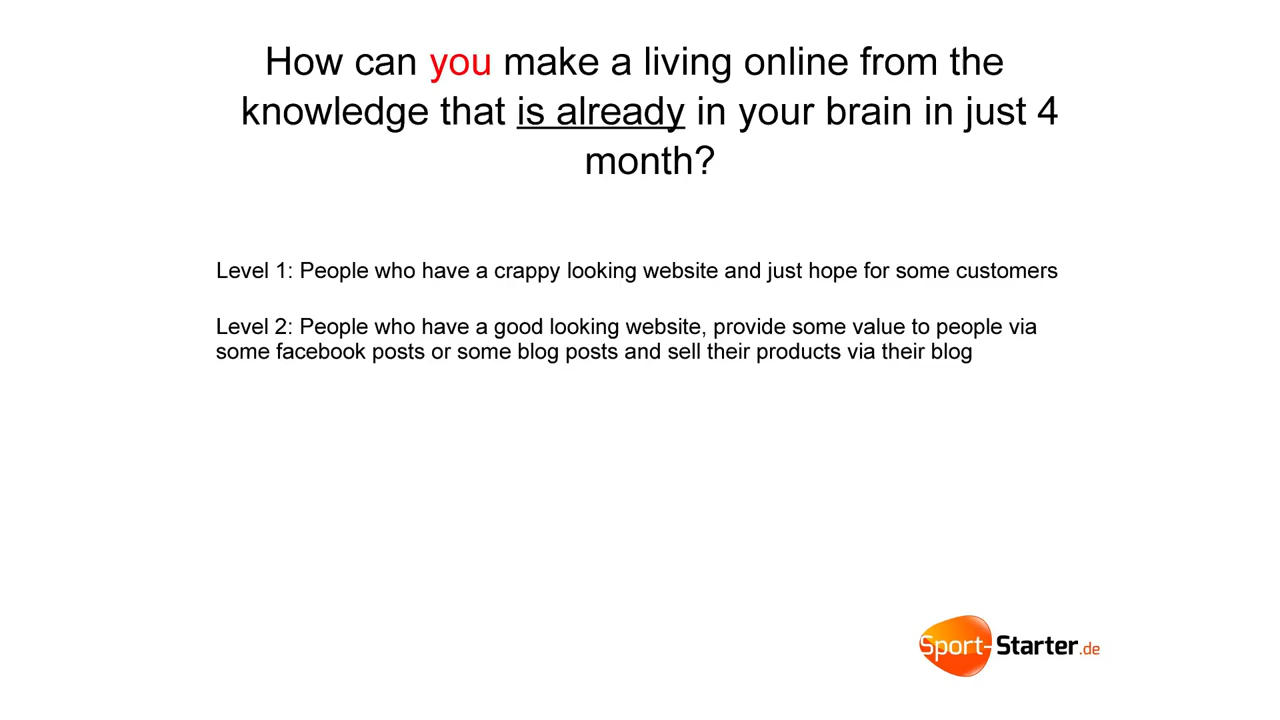 How can you make a living online from the
knowledge that is already in your brain in just 4
month?
Level 1: People who have a crappy looking website and just hope for some customers
Level 2: People who have a good looking website, provide some value to people via
some facebook posts or some blog posts and sell their products via their blog
Sport-Starter.de